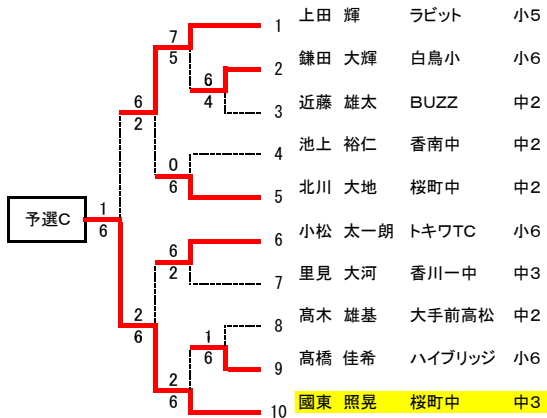 予選C
1
6
6
2
2
6
7
5
0
6
6
2
2
6
6
4
1
6
1 上田 輝 ラビット 小5
2 鎌田 大輝 白鳥小 小6
3 近藤 雄太 BUZZ 中2
4 池上 裕仁 香南中 中2
5 北川 大地 桜町中 中2
6 小松 太一朗 トキワTC 小6
7 里見 大河 香川一中 中3
8 髙木 雄基 大手前高松 中2
9 髙橋 佳希 ハイブリッジ 小6
10 國東 照晃 桜町中 中3